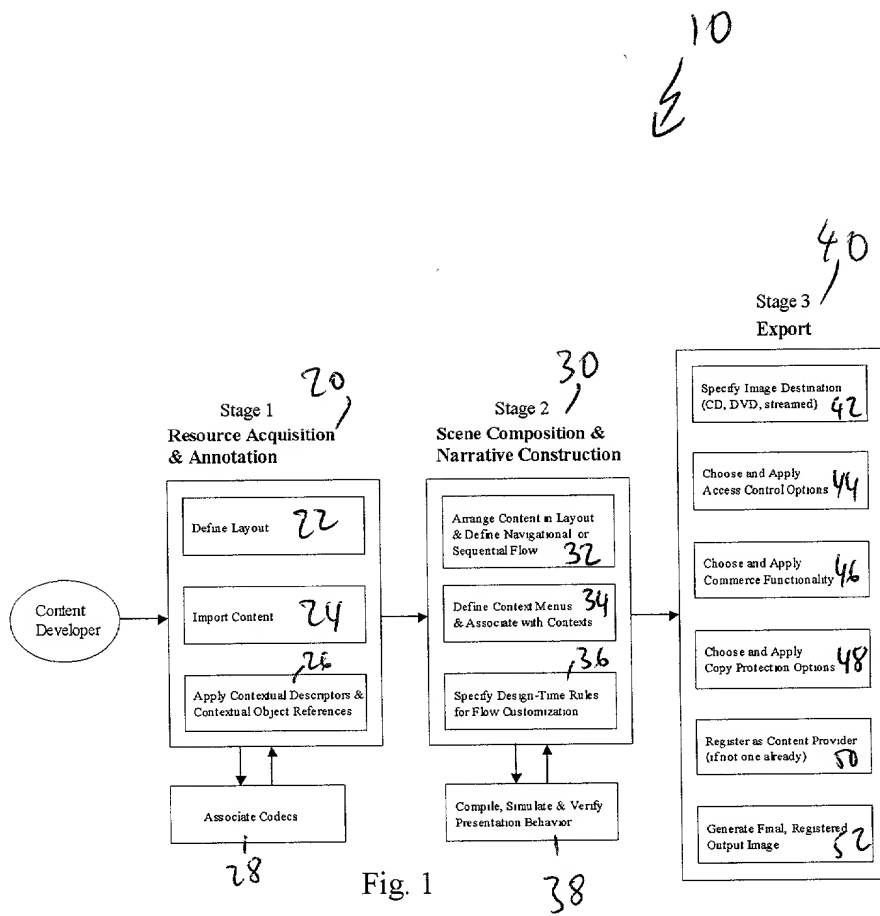 10
40
Stage 3
Export
20
Stage 1
Resource Acquisition
& Annotation
30
Stage 2
Scene Composition &
Narrative Construction
Content
Developer
Define Layout 22
Import Content 24
26
Apply Contextual Descriptors &
Contextual Object References
Associate Codecs
28
Arrange Content in Layout
& Define Navigational or
Sequential Flow 32
Define Context Menus 34
& Associate with Contexts
36
Specify Design-Time Rules
for Flow Customization
Compile, Simulate & Verify
Presentation Behavior
38
Specify Image Destination
(CD, DVD, streamed) 42
Choose and Apply
Access Control Options 44
Choose and Apply
Commerce Functionality 46
Choose and Apply
Copy Protection Options 48
Register as Content Provider
(if not one already) 50
Generate Final, Registered
Output Image 52
Fig. 1